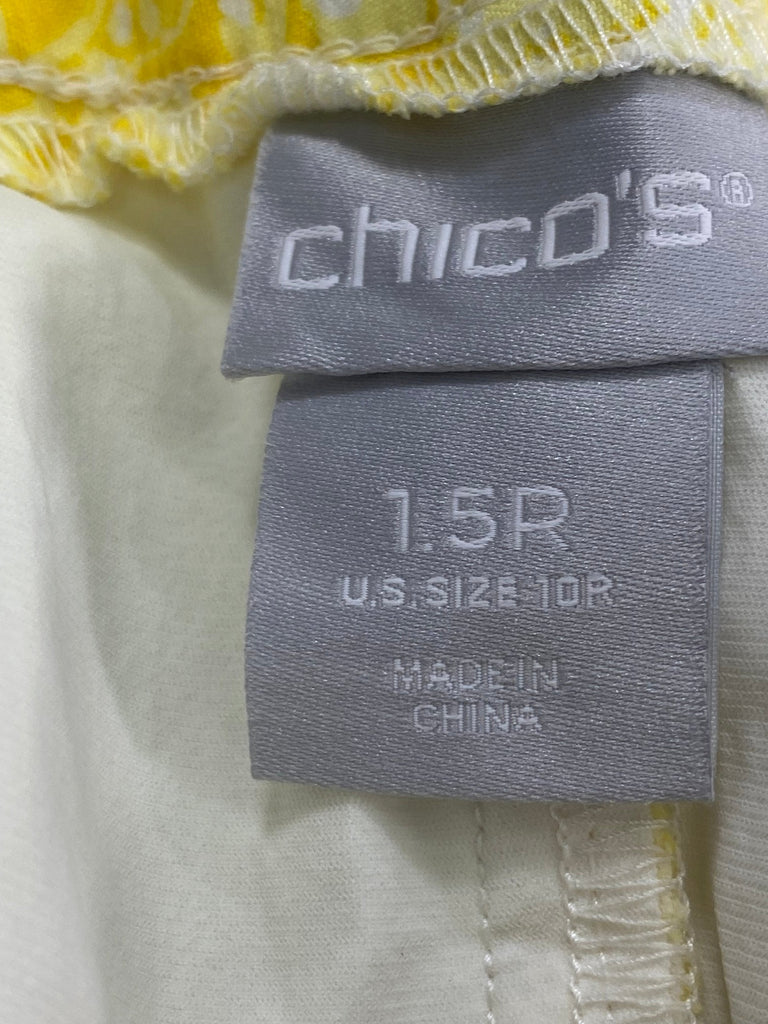 chico's®
1.5R
U.S. SIZE 10R
MADE IN
CHINA